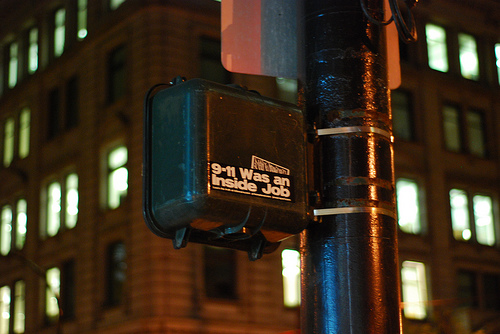 9-11 Was an
Inside Job